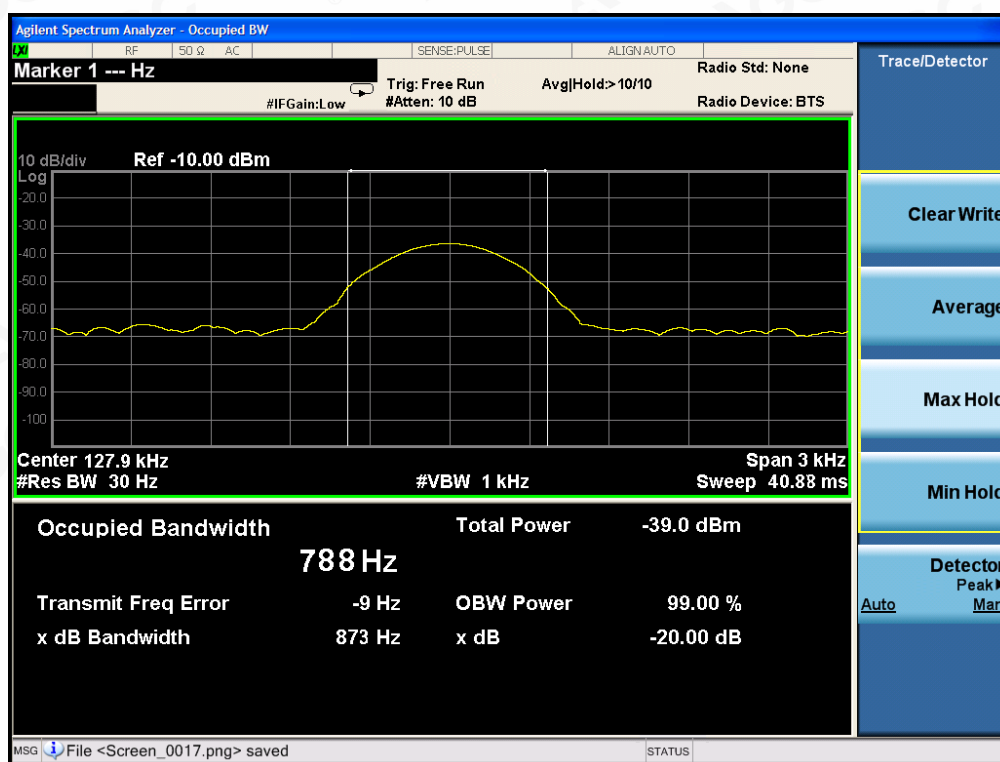 Agilent Spectrum Analyzer - Occupied BW
LXI RF 50 Ω AC SENSE:PULSE ALIGN AUTO
Marker 1 --- Hz
#IFGain:Low
Trig: Free Run
#Atten: 10 dB
Avg|Hold:>10/10
Radio Std: None
Radio Device: BTS
10 dB/div Ref -10.00 dBm
Log
-20.0
-30.0
-40.0
-50.0
-60.0
-70.0
-80.0
-90.0
-100
Center 127.9 kHz Span 3 kHz
#Res BW 30 Hz #VBW 1 kHz Sweep 40.88 ms
Occupied Bandwidth Total Power -39.0 dBm
788 Hz
Transmit Freq Error -9 Hz OBW Power 99.00 %
x dB Bandwidth 873 Hz x dB -20.00 dB
MSG File <Screen_0017.png> saved STATUS
Trace/Detector
Clear Write
Average
Max Hold
Min Hold
Detector
Peak
Auto Man